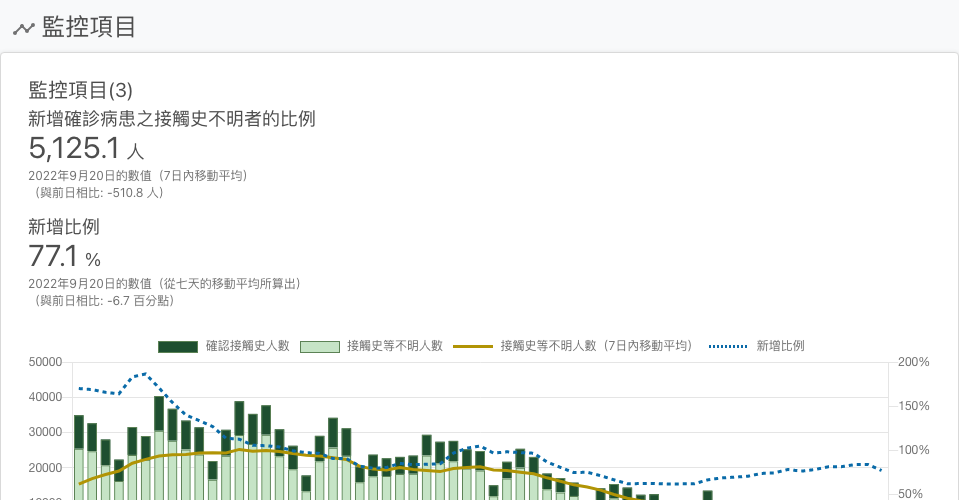 監控項目
監控項目(3)
新增確診病患之接觸史不明者的比例
5,125.1 人
2022年9月20日的數值（7日內移動平均）
（與前日相比: -510.8 人）
新增比例
77.1 %
2022年9月20日的數值（從七天的移動平均所算出）
（與前日相比: -6.7 百分點）
確認接觸史人數 接觸史等不明人數 接觸史等不明人數（7日內移動平均） 新增比例
50000 200%
40000 150%
30000 100%
20000 50%